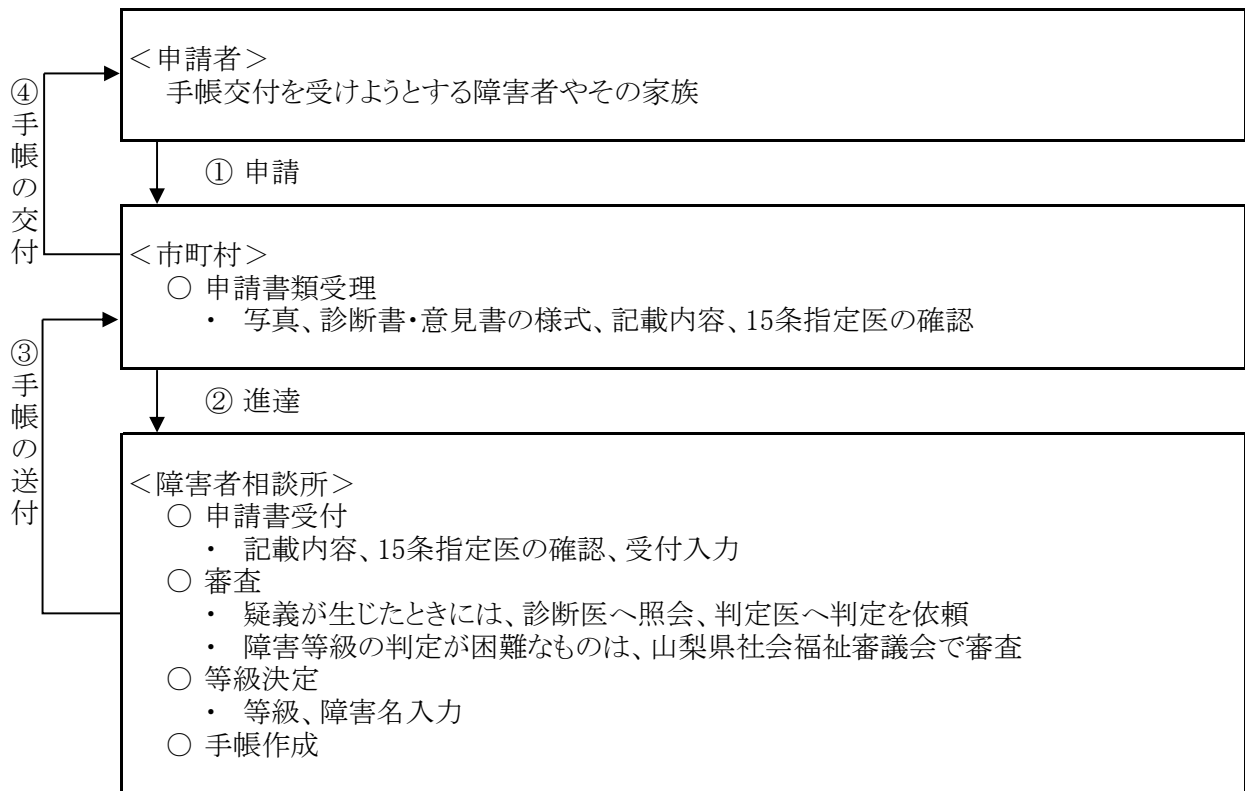 ＜申請者＞
手帳交付を受けようとする障害者やその家族
① 申請
＜市町村＞
○ 申請書類受理
・ 写真、診断書・意見書の様式、記載内容、15条指定医の確認
② 進達
＜障害者相談所＞
○ 申請書受付
・ 記載内容、15条指定医の確認、受付入力
○ 審査
・ 疑義が生じたときには、診断医へ照会、判定医へ判定を依頼
・ 障害等級の判定が困難なものは、山梨県社会福祉審議会で審査
○ 等級決定
・ 等級、障害名入力
○ 手帳作成
③手帳の送付
④手帳の交付